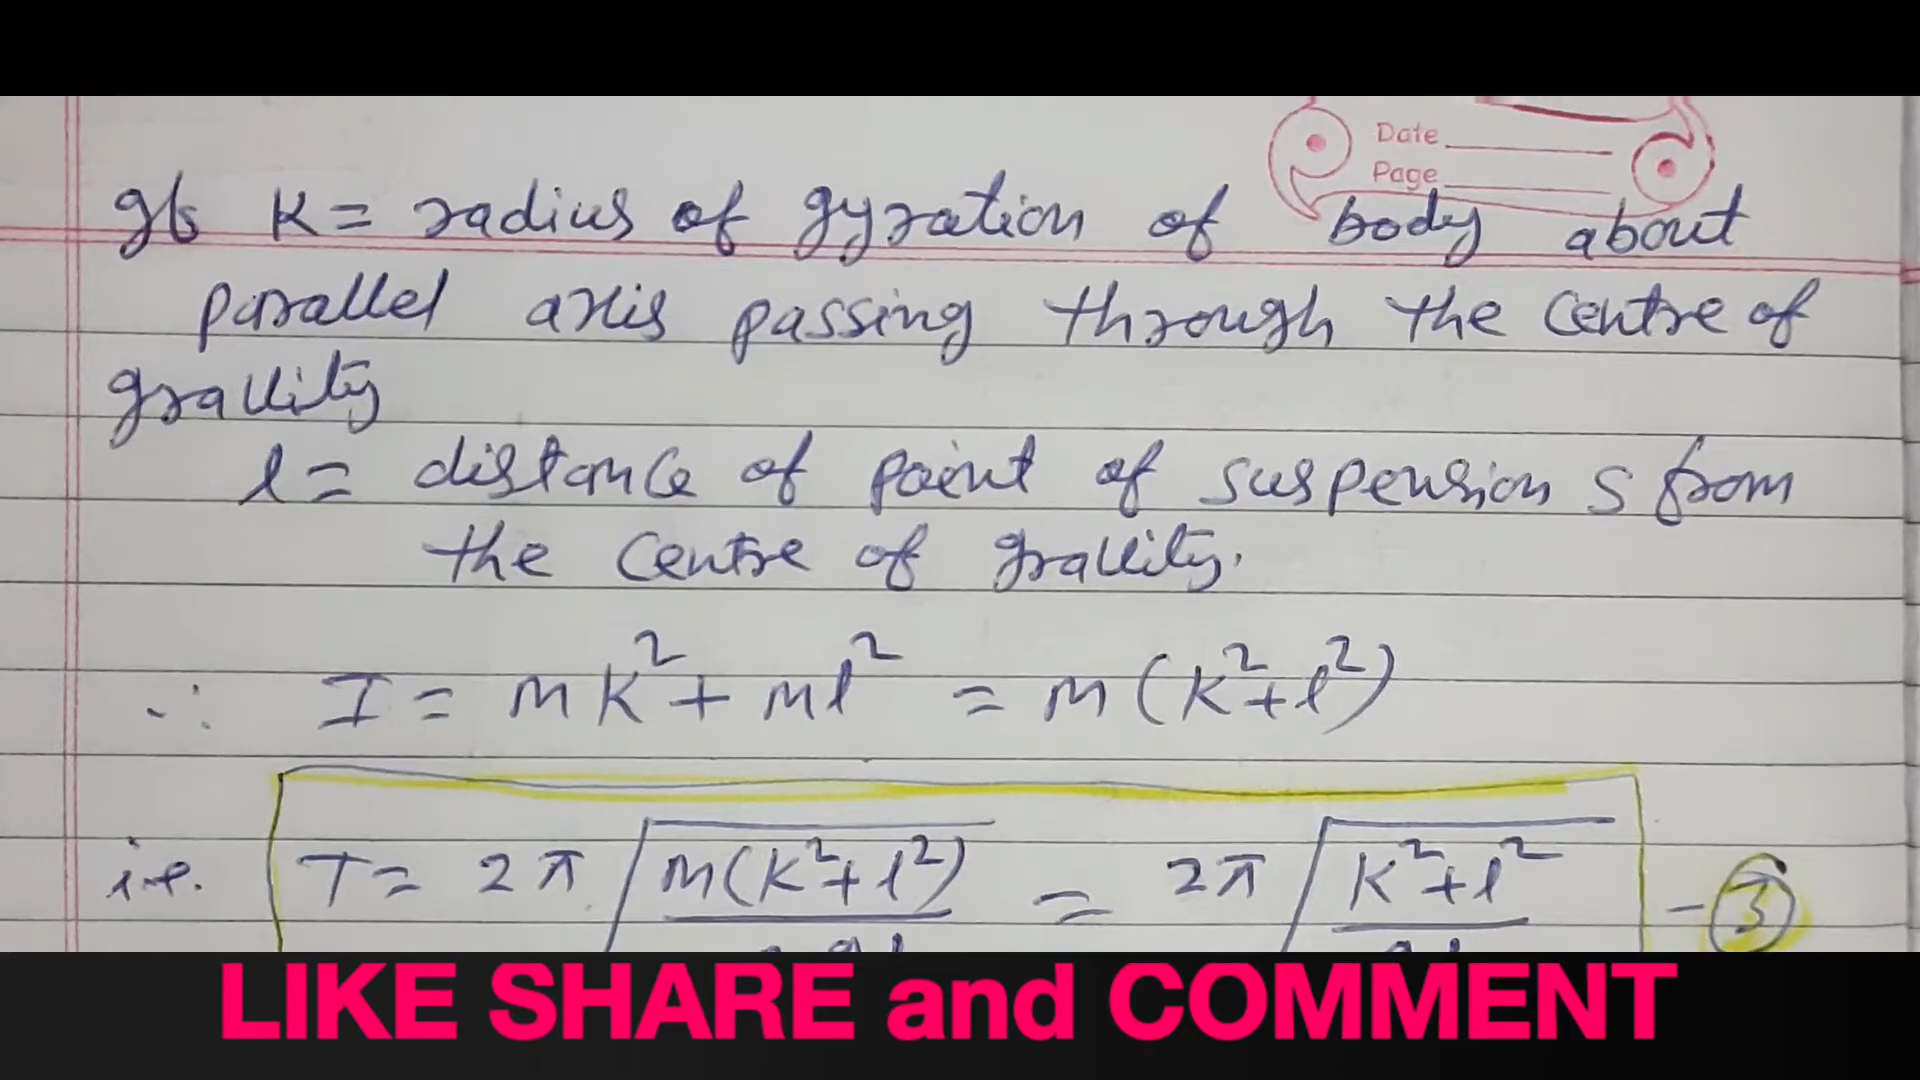 Date
Page
If K = radius of gyration of body about
parallel axis passing through the centre of
gravity
l = distance of point of suspension S from
the centre of gravity.
∴ I = mK² + ml² = m(K²+l²)
i.e. T = 2π √m(K²+l²) = 2π √K²+l² - ③
LIKE SHARE and COMMENT